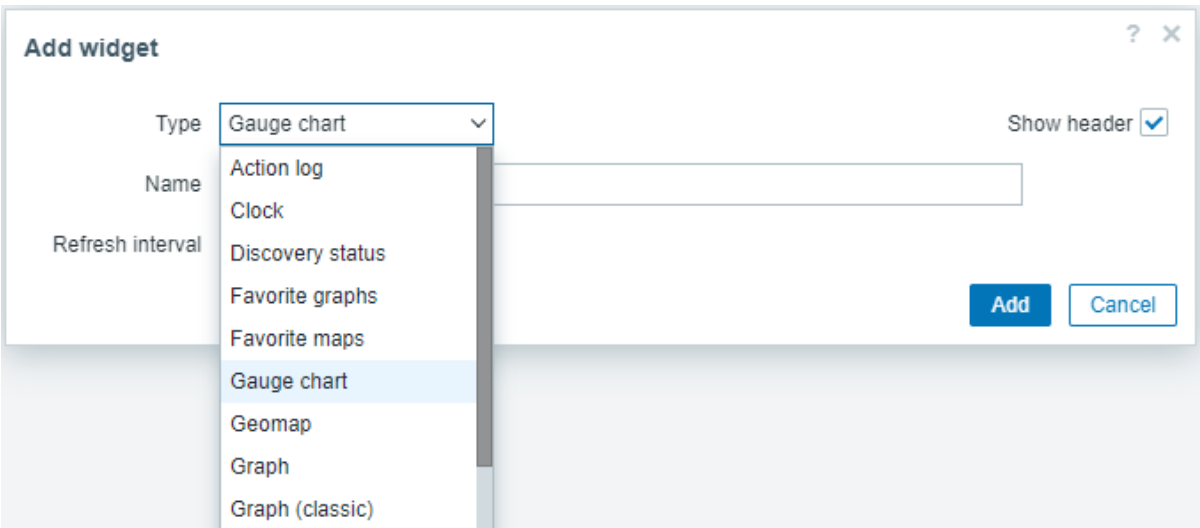 Add widget
?
Type
Gauge chart
Show header
Action log
Name
Clock
Refresh interval
Discovery status
Favorite graphs
Add
Cancel
Favorite maps
Gauge chart
Geomap
Graph
Graph (classic)